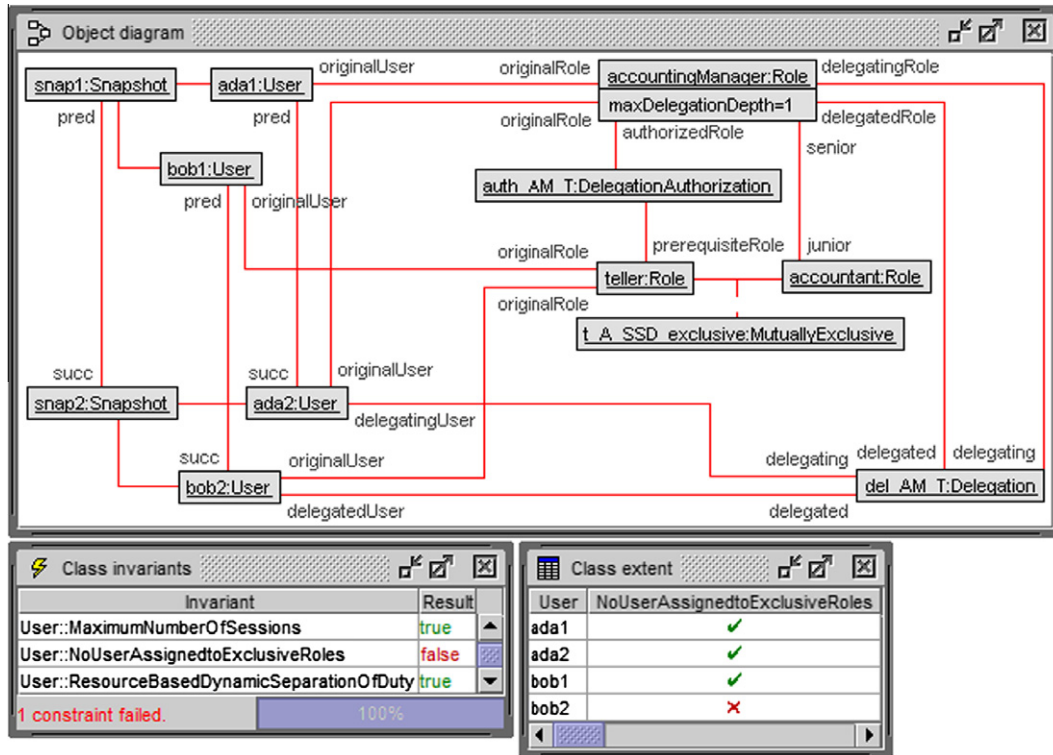 Object diagram
originalUser
originalRole
accountingManager:Role
delegatingRole
snap1:Snapshot
ada1:User
maxDelegationDepth=1
pred
pred
originalRole
delegatedRole
authorizedRole
senior
bob1:User
auth_AM_T:DelegationAuthorization
pred
originalUser
originalRole
prerequisiteRole
junior
teller:Role
accountant:Role
originalRole
t_A_SSD_exclusive:MutuallyExclusive
succ
succ
originalUser
snap2:Snapshot
ada2:User
delegatingUser
succ
originalUser
delegating
delegated
delegating
bob2:User
del_AM_T:Delegation
delegatedUser
delegated
Class invariants
Invariant Result
User::MaximumNumberOfSessions true
User::NoUserAssignedtoExclusiveRoles false
User::ResourceBasedDynamicSeparationOfDuty true
1 constraint failed.
100%
Class extent
User NoUserAssignedtoExclusiveRoles
ada1
ada2
bob1
bob2